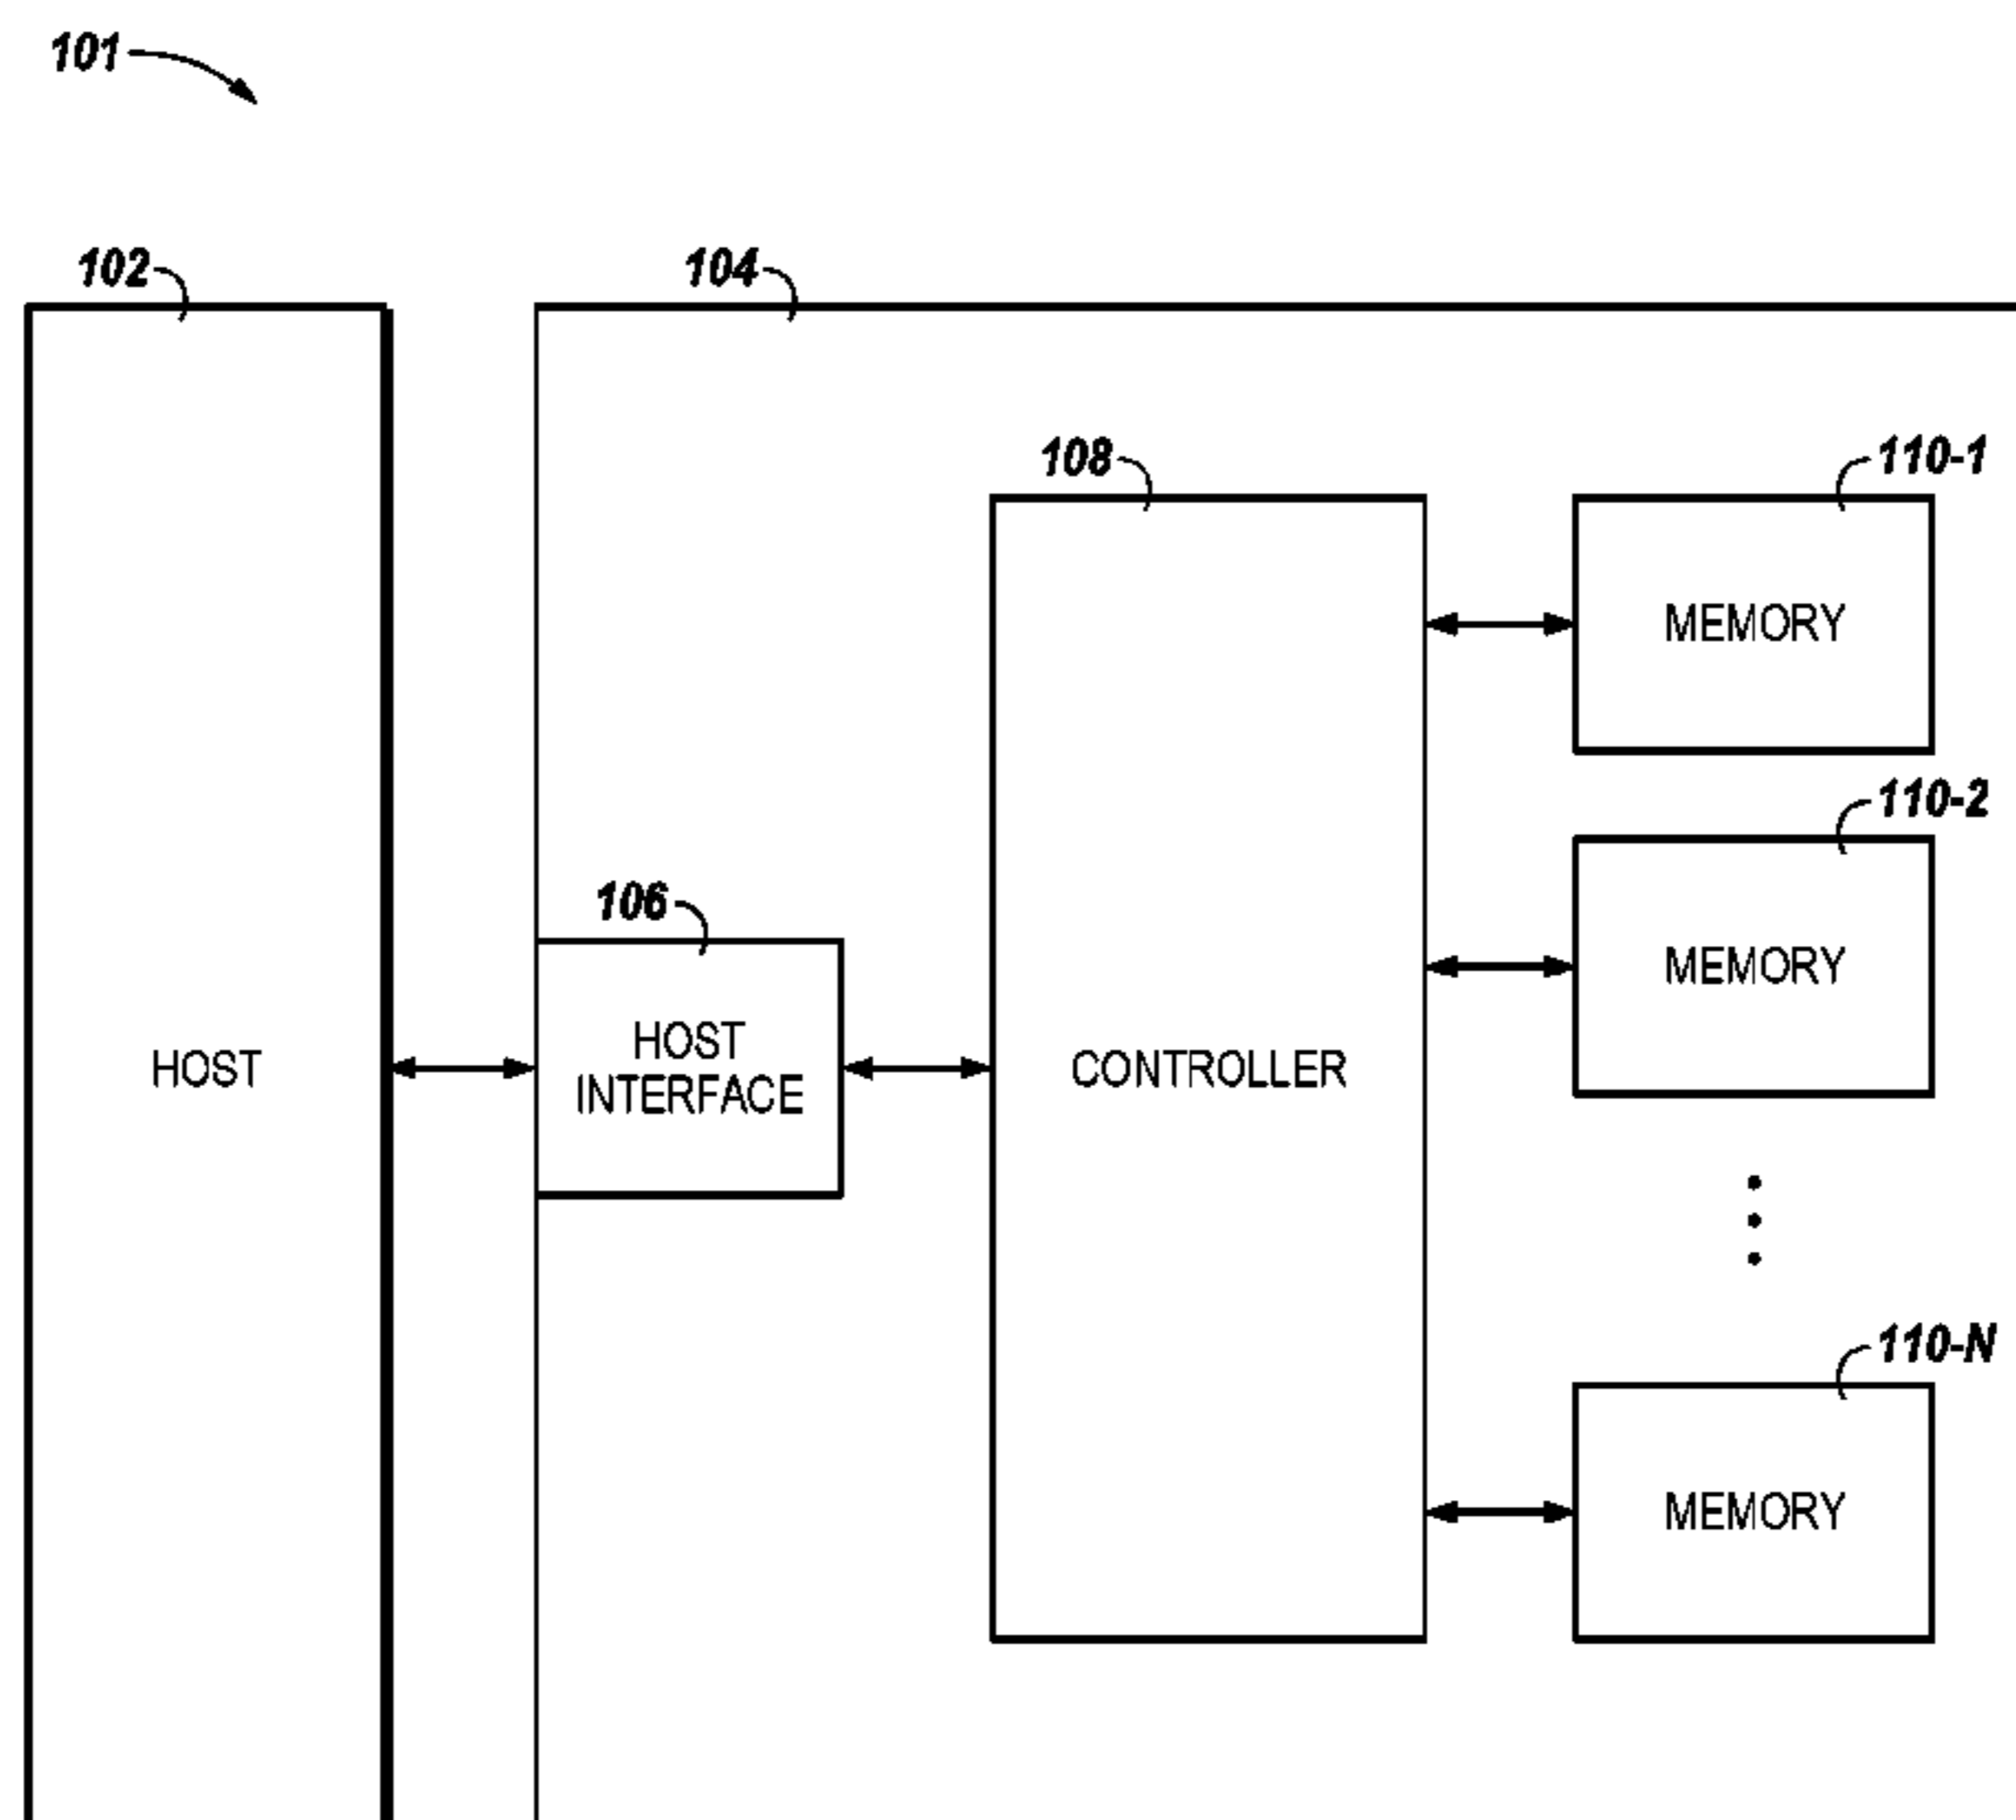 101
102
104
108
110-1
MEMORY
110-2
106
MEMORY
HOST
HOST
INTERFACE
CONTROLLER
110-N
MEMORY